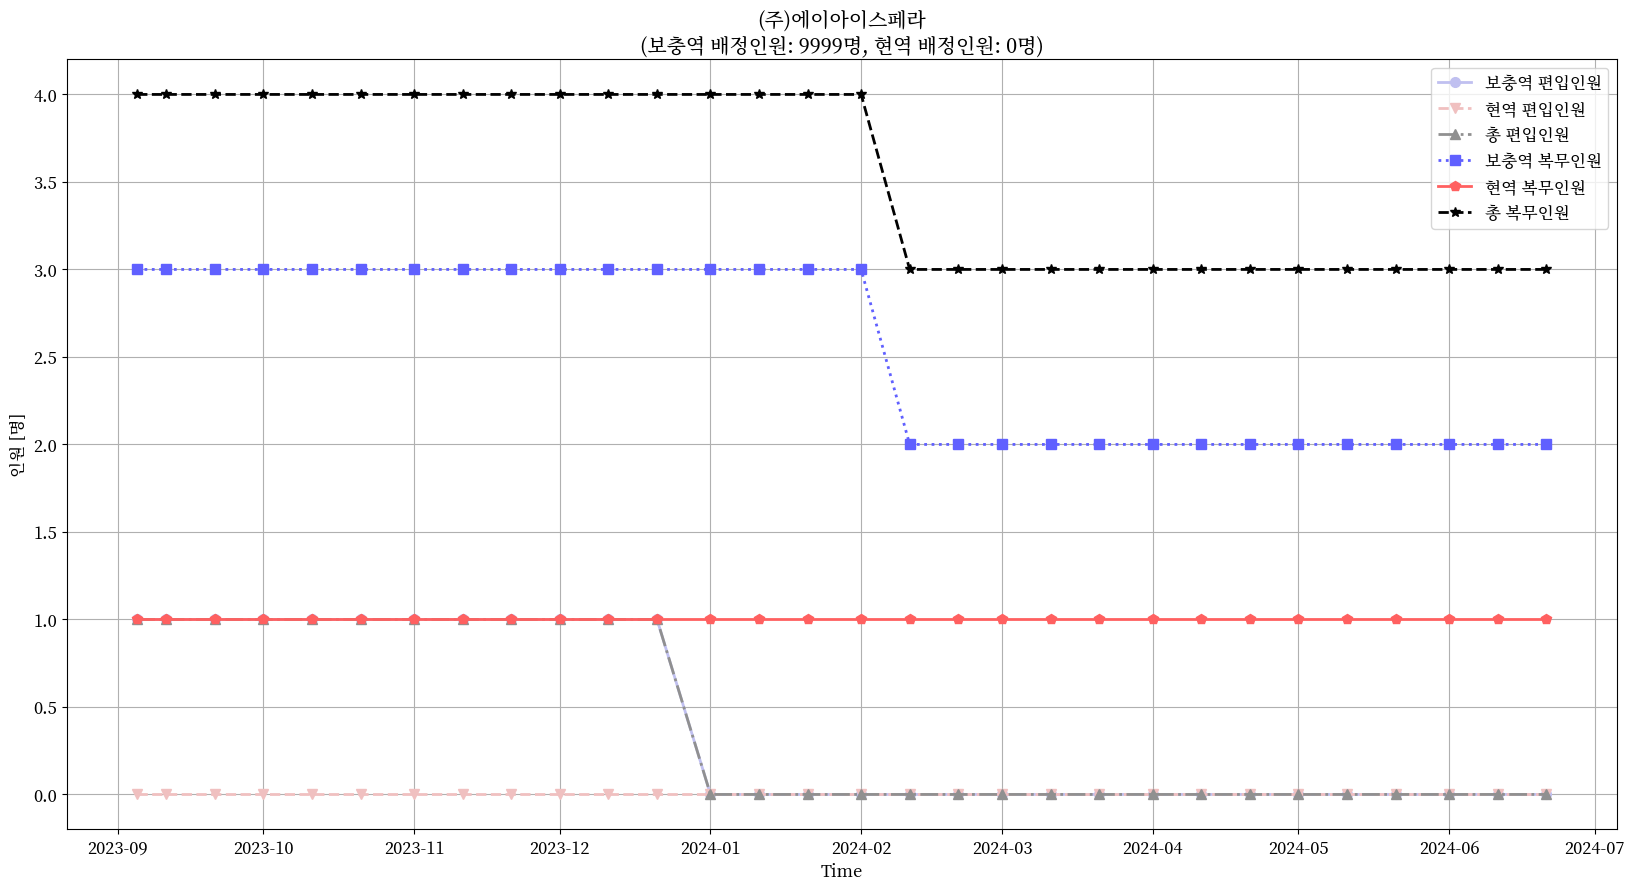 (주)에이아이스페라
(보충역 배정인원: 9999명, 현역 배정인원: 0명)
보충역 편입인원
현역 편입인원
총 편입인원
보충역 복무인원
현역 복무인원
총 복무인원
인원 [명]
4.0
3.5
3.0
2.5
2.0
1.5
1.0
0.5
0.0
2023-09 2023-10 2023-11 2023-12 2024-01 2024-02 2024-03 2024-04 2024-05 2024-06 2024-07
Time